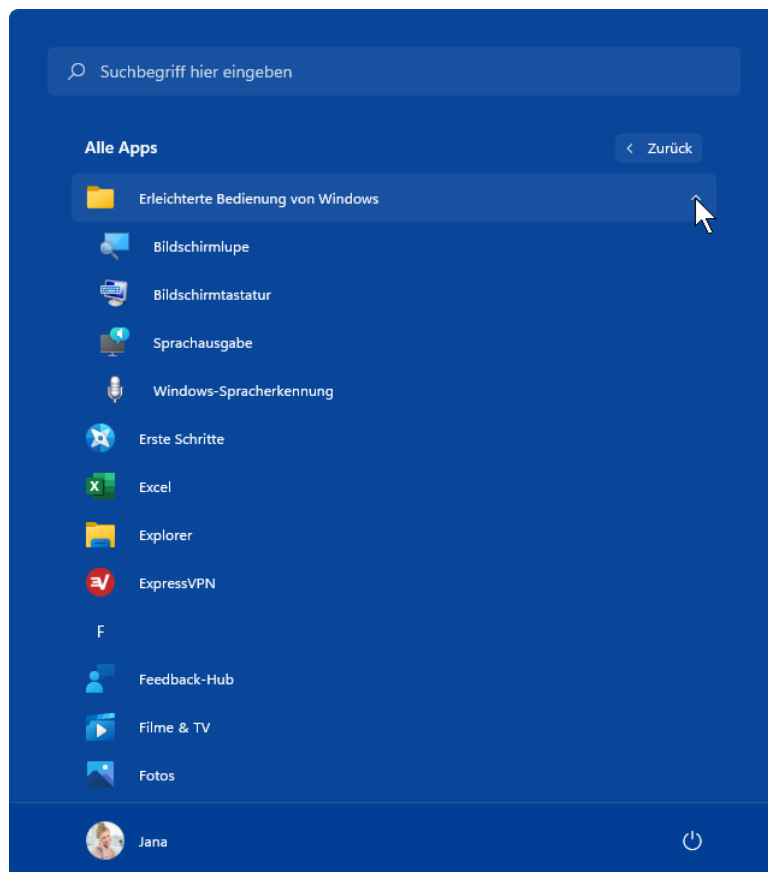 Suchbegriff hier eingeben
Alle Apps
Zurück
Erleichterte Bedienung von Windows
Bildschirmlupe
Bildschirmtastatur
Sprachausgabe
Windows-Spracherkennung
Erste Schritte
Excel
Explorer
ExpressVPN
F
Feedback-Hub
Filme & TV
Fotos
Jana